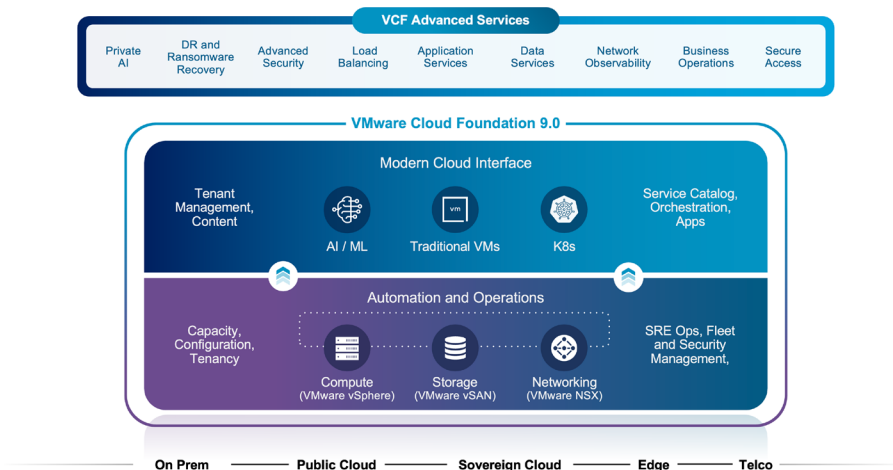 VCF Advanced Services
Private
AI
DR and
Ransomware
Recovery
Advanced
Security
Load
Balancing
Application
Services
Data
Services
Network
Observability
Business
Operations
Secure
Access
VMware Cloud Foundation 9.0
Modern Cloud Interface
Tenant
Management,
Content
AI / ML
vm
Traditional VMs
K8s
Service Catalog,
Orchestration,
Apps
Automation and Operations
Capacity,
Configuration,
Tenancy
Compute
(VMware vSphere)
Storage
(VMware vSAN)
Networking
(VMware NSX)
SRE Ops, Fleet
and Security
Management,
On Prem
Public Cloud
Sovereign Cloud
Edge
Telco